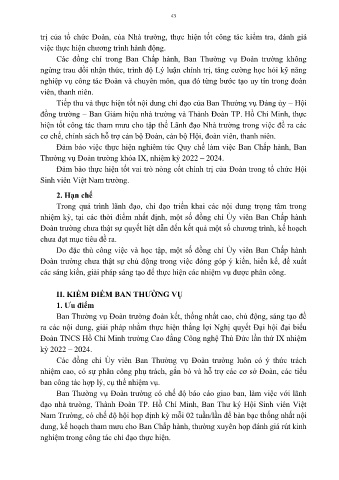 43
trị của tổ chức Đoàn, của Nhà trường, thực hiện tốt công tác kiểm tra, đánh giá
việc thực hiện chương trình hành động.
Các đồng chí trong Ban Chấp hành, Ban Thường vụ Đoàn trường không
ngừng trau dồi nhận thức, trình độ Lý luận chính trị, tăng cường học hỏi kỹ năng
nghiệp vụ công tác Đoàn và chuyên môn, qua đó từng bước tạo uy tín trong đoàn
viên, thanh niên.
Tiếp thu và thực hiện tốt nội dung chỉ đạo của Ban Thường vụ Đảng ủy – Hội
đồng trường – Ban Giám hiệu nhà trường và Thành Đoàn TP. Hồ Chí Minh, thực
hiện tốt công tác tham mưu cho tập thể Lãnh đạo Nhà trường trong việc đề ra các
cơ chế, chính sách hỗ trợ cán bộ Đoàn, cán bộ Hội, đoàn viên, thanh niên.
Đảm bảo việc thực hiện nghiêm túc Quy chế làm việc Ban Chấp hành, Ban
Thường vụ Đoàn trường khóa IX, nhiệm kỳ 2022 – 2024.
Đảm bảo thực hiện tốt vai trò nòng cốt chính trị của Đoàn trong tổ chức Hội
Sinh viên Việt Nam trường.
2. Hạn chế
Trong quá trình lãnh đạo, chỉ đạo triển khai các nội dung trọng tâm trong
nhiệm kỳ, tại các thời điểm nhất định, một số đồng chí Ủy viên Ban Chấp hành
Đoàn trường chưa thật sự quyết liệt dẫn đến kết quả một số chương trình, kế hoạch
chưa đạt mục tiêu đề ra.
Do đặc thù công việc và học tập, một số đồng chí Ủy viên Ban Chấp hành
Đoàn trường chưa thật sự chủ động trong việc đóng góp ý kiến, hiến kế, đề xuất
các sáng kiến, giải pháp sáng tạo để thực hiện các nhiệm vụ được phân công.
II. KIỂM ĐIỂM BAN THƯỜNG VỤ
1. Ưu điểm
Ban Thường vụ Đoàn trường đoàn kết, thống nhất cao, chủ động, sáng tạo đề
ra các nội dung, giải pháp nhằm thực hiện thắng lợi Nghị quyết Đại hội đại biểu
Đoàn TNCS Hồ Chí Minh trường Cao đẳng Công nghệ Thủ Đức lần thứ IX nhiệm
kỳ 2022 – 2024.
Các đồng chí Ủy viên Ban Thường vụ Đoàn trường luôn có ý thức trách
nhiệm cao, có sự phân công phụ trách, gắn bó và hỗ trợ các cơ sở Đoàn, các tiểu
ban công tác hợp lý, cụ thể nhiệm vụ.
Ban Thường vụ Đoàn trường có chế độ báo cáo giao ban, làm việc với lãnh
đạo nhà trường, Thành Đoàn TP. Hồ Chí Minh, Ban Thư ký Hội Sinh viên Việt
Nam Trường, có chế độ hội họp định kỳ mỗi 02 tuần/lần để bàn bạc thống nhất nội
dung, kế hoạch tham mưu cho Ban Chấp hành, thường xuyên họp đánh giá rút kinh
nghiệm trong công tác chỉ đạo thực hiện.